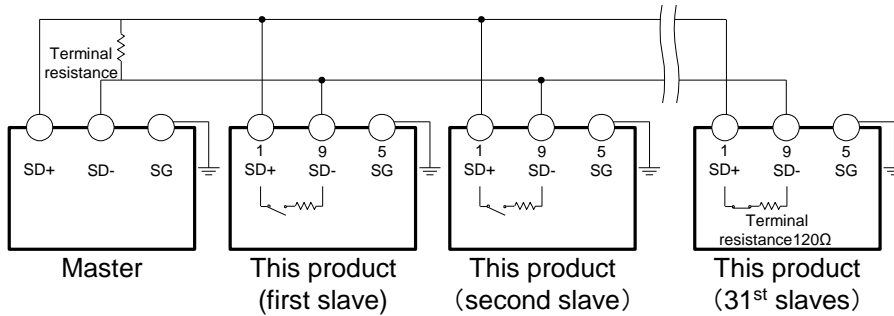 Terminal
resistance
SD+ SD- SG
1 9 5
SD+ SD- SG
1 9 5
SD+ SD- SG
1 9 5
SD+ SD- SG
Terminal
resistance120Ω
Master
This product
(first slave)
This product
（second slave）
This product
（31st slaves）